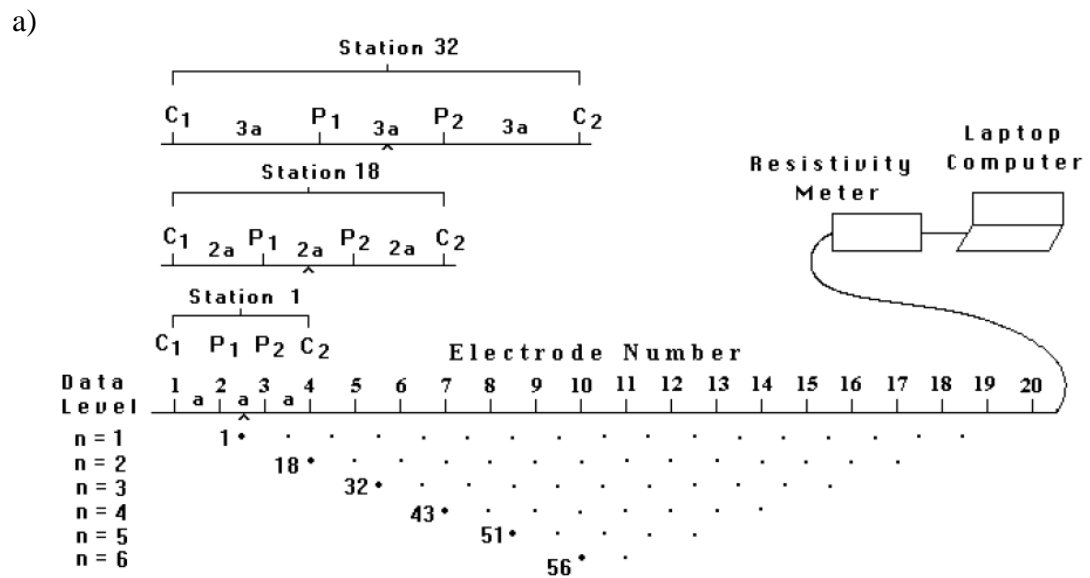 a)
Station 32
C1 P1 P2 C2
3a 3a 3a
Laptop
Computer
Resistivity
Meter
Station 18
C1 P1 P2 C2
2a 2a 2a
Station 1
C1 P1 P2 C2
Electrode Number
Data
Level
1 2 3 4 5 6 7 8 9 10 11 12 13 14 15 16 17 18 19 20
a a a
n = 1 1
n = 2 18
n = 3 32
n = 4 43
n = 5 51
n = 6 56